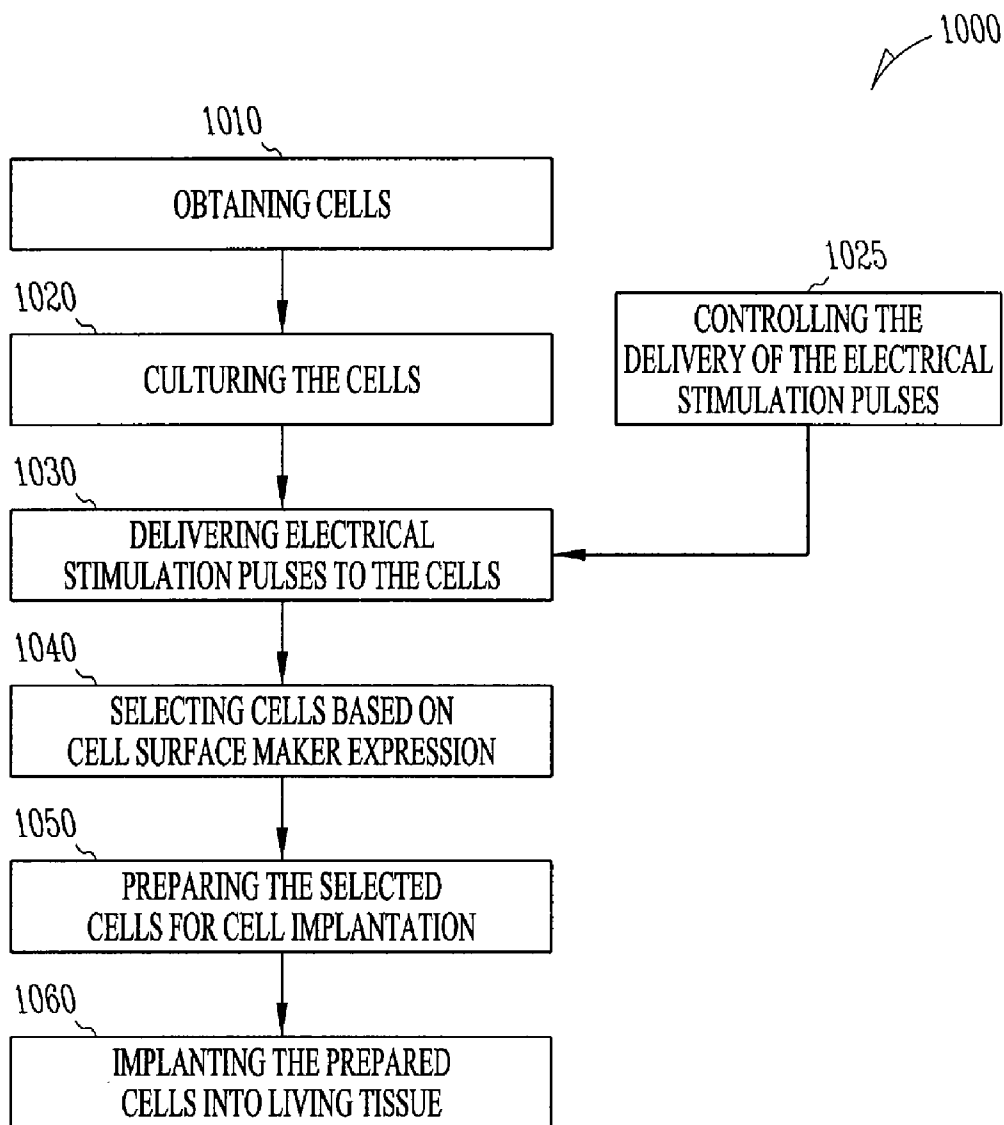 1000
1010
OBTAINING CELLS
1020
CULTURING THE CELLS
1025
CONTROLLING THE
DELIVERY OF THE ELECTRICAL
STIMULATION PULSES
1030
DELIVERING ELECTRICAL
STIMULATION PULSES TO THE CELLS
1040
SELECTING CELLS BASED ON
CELL SURFACE MAKER EXPRESSION
1050
PREPARING THE SELECTED
CELLS FOR CELL IMPLANTATION
1060
IMPLANTING THE PREPARED
CELLS INTO LIVING TISSUE